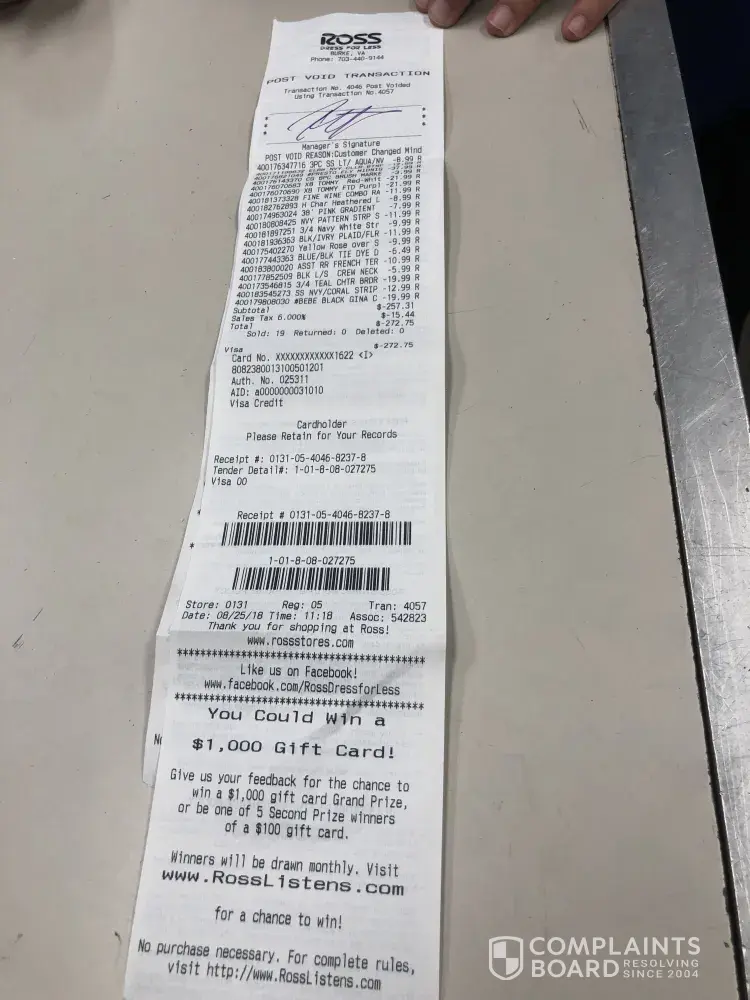 ROSS
DRESS FOR LESS
BURKE, VA
Phone: 703-440-9144
POST VOID TRANSACTION
Transaction No. 4046 Post Voided
Using Transaction No.4057
Manager's Signature
POST VOID REASON:Customer Changed Mind
400176347716 3PC SS LT/ AQUA/NV -8.99 R
400176143370 CS 8PC BRUSH MARKE -3.99 R
400176070683 XB TOMMY Red-Whit -21.99 R
400176070690 XB TOMMY FTD Purpl -21.99 R
400181373328 FINE WINE COMBO RA -11.99 R
400182762893 H Char Heathered L -8.99 R
400174963024 38' PINK GRADIENT -7.99 R
400180808425 NVY PATTERN STRIP S -11.99 R
400181897251 3/4 Navy White Str -9.99 R
400181936363 BLK/IVRY PLAID/FLR -11.99 R
400175402270 Yellow Rose over S -9.99 R
400177443363 BLUE/BLK TIE DYE D -6.49 R
400183800020 ASST RR FRENCH TER -10.99 R
400177852509 BLK L/S CREW NECK -5.99 R
400173546815 3/4 TEAL CHTR BRDR -19.99 R
400183545273 SS NVY/CORAL STRIP -12.99 R
400179808030 #BEBE BLACK GINA C -19.99 R
Subtotal $-257.31
Sales Tax 6.000% $-15.44
Total $-272.75
Sold: 19 Returned: 0 Deleted: 0
Visa $-272.75
Card No. XXXXXXXXXXXX1622 <I>
8082380013100501201
Auth. No. 025311
AID: a0000000031010
Visa Credit
Cardholder
Please Retain for Your Records
Receipt #: 0131-05-4046-8237-8
Tender Detail#: 1-01-8-08-027275
Visa 00
Receipt # 0131-05-4046-8237-8
1-01-8-08-027275
Store: 0131 Reg: 05 Tran: 4057
Date: 08/25/18 Time: 11:18 Assoc: 542823
Thank you for shopping at Ross!
www.rossstores.com
****************************************
Like us on Facebook!
www.facebook.com/RossDressforLess
****************************************
You Could Win a
$1,000 Gift Card!
Give us your feedback for the chance to
win a $1,000 gift card Grand Prize,
or be one of 5 Second Prize winners
of a $100 gift card.
Winners will be drawn monthly. Visit
www.RossListens.com
for a chance to win!
No purchase necessary. For complete rules,
visit http://www.RossListens.com
COMPLAINTS
BOARD RESOLVING
SINCE 2004